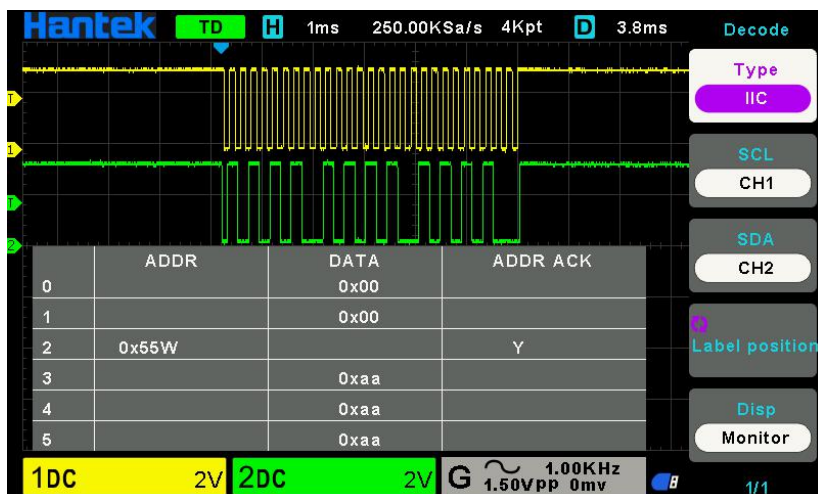 Hantek TD H 1ms 250.00KSa/s 4Kpt D 3.8ms Decode
Type
IIC
T
1
SCL
CH1
T
2
SDA
CH2
ADDR DATA ADDR ACK
0 0x00
1 0x00
2 0x55W Y
3 0xaa
4 0xaa
5 0xaa
Label position
Disp
Monitor
1DC 2V 2DC 2V G 1.00KHz
1.50Vpp 0mv
1/1